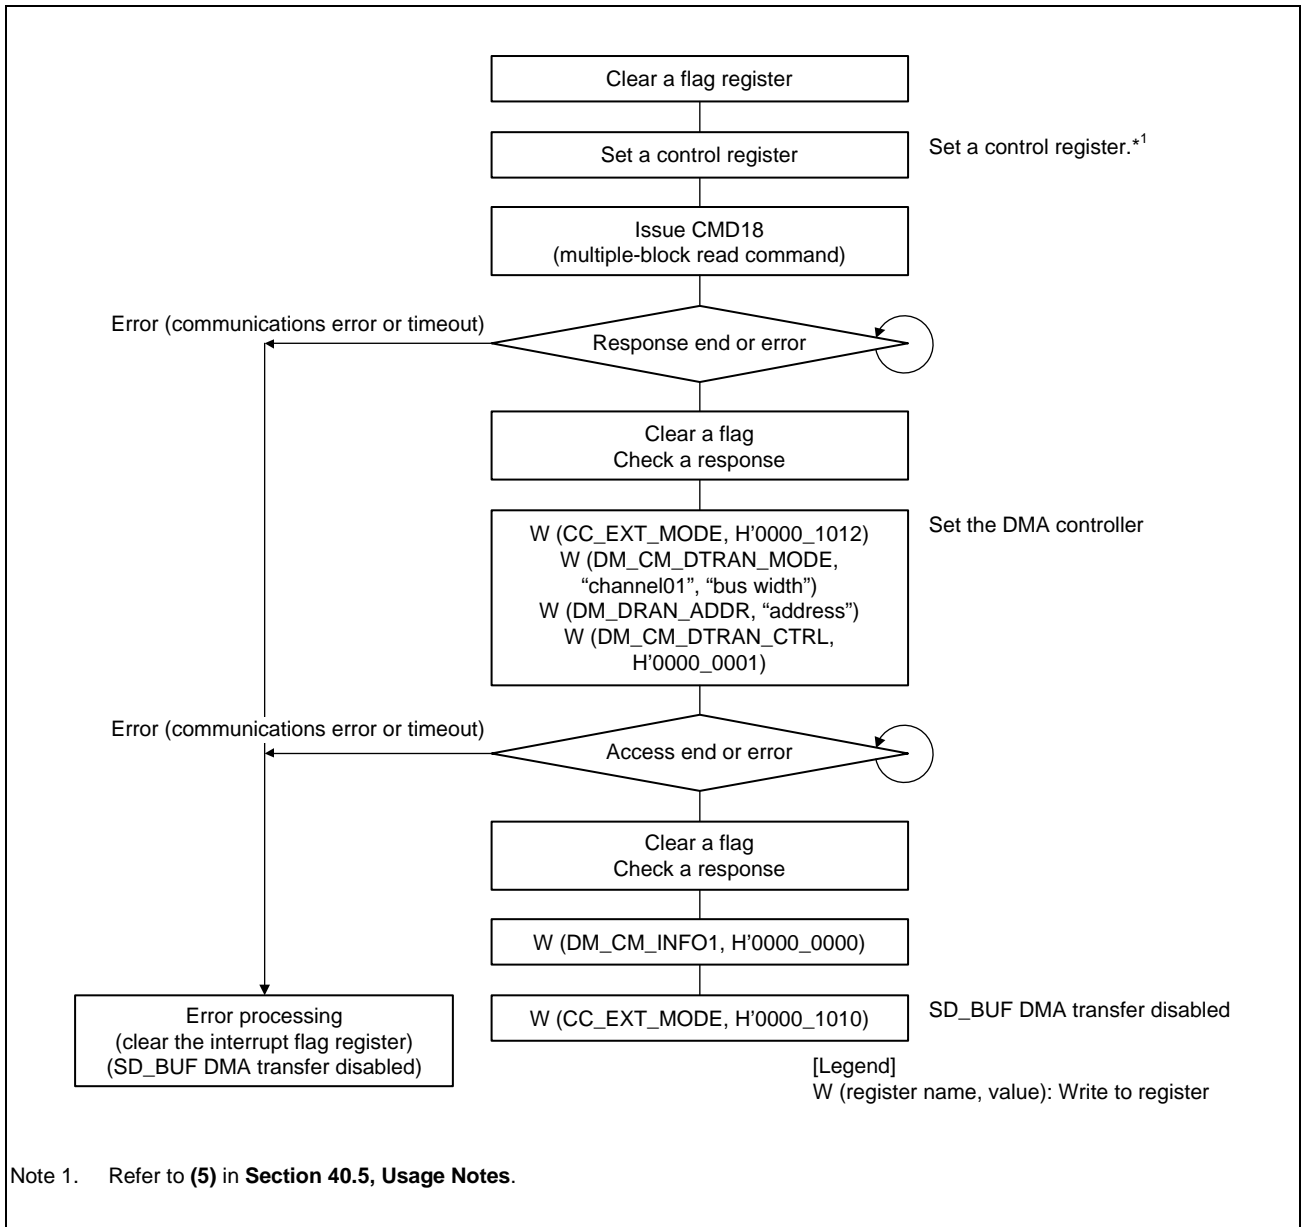 Clear a flag register
Set a control register
Set a control register.*1
Issue CMD18
(multiple-block read command)
Error (communications error or timeout)
Response end or error
Clear a flag
Check a response
W (CC_EXT_MODE, H'0000_1012)
W (DM_CM_DTRAN_MODE,
“channel01”, “bus width”)
W (DM_DRAN_ADDR, “address”)
W (DM_CM_DTRAN_CTRL,
H'0000_0001)
Set the DMA controller
Error (communications error or timeout)
Access end or error
Clear a flag
Check a response
W (DM_CM_INFO1, H'0000_0000)
W (CC_EXT_MODE, H'0000_1010)
SD_BUF DMA transfer disabled
Error processing
(clear the interrupt flag register)
(SD_BUF DMA transfer disabled)
[Legend]
W (register name, value): Write to register
Note 1. Refer to (5) in Section 40.5, Usage Notes.